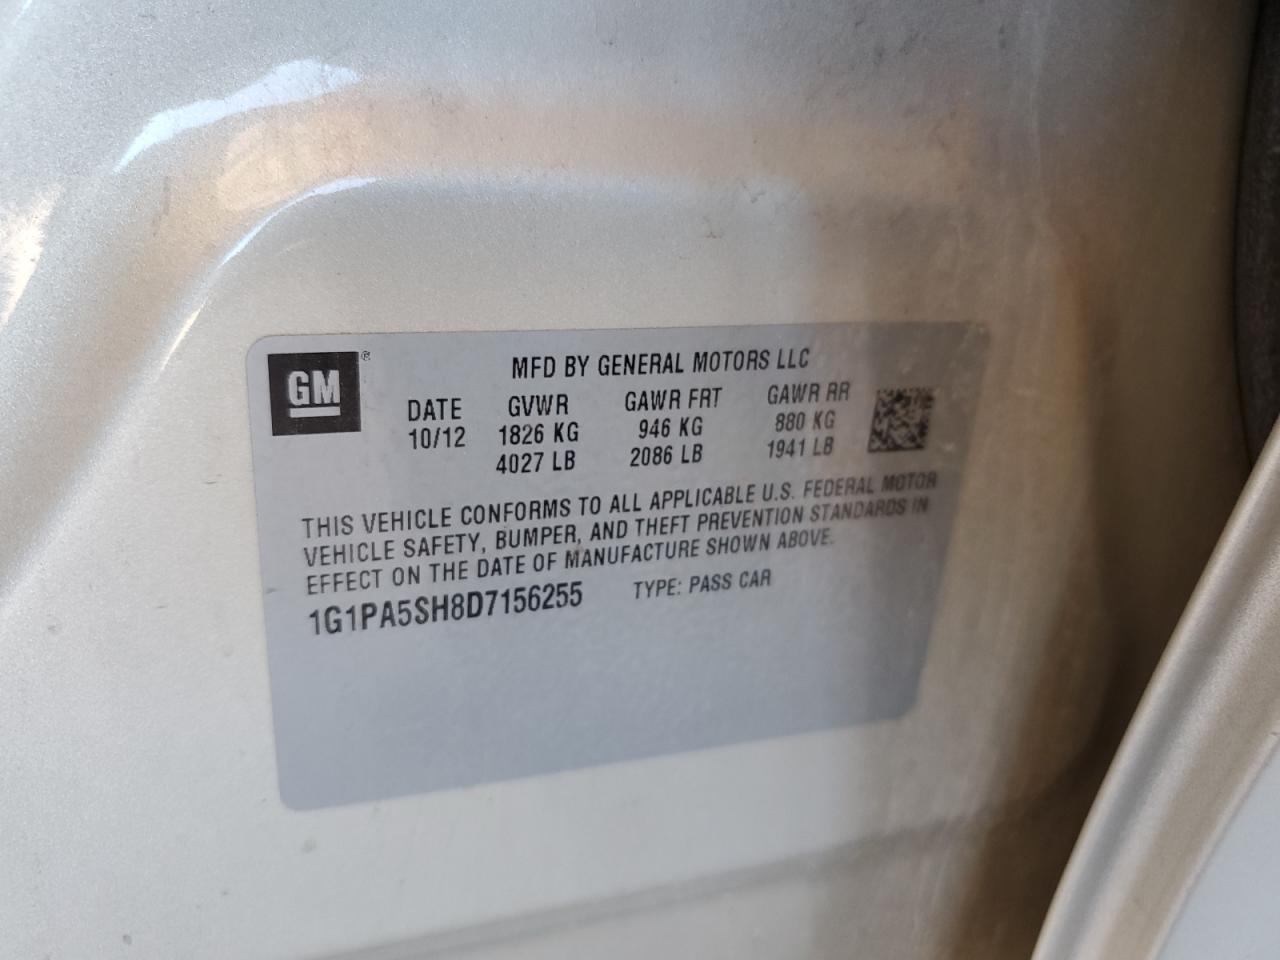 GM®
MFD BY GENERAL MOTORS LLC
DATE GVWR GAWR FRT GAWR RR
10/12 1826 KG 946 KG 880 KG
4027 LB 2086 LB 1941 LB
THIS VEHICLE CONFORMS TO ALL APPLICABLE U.S. FEDERAL MOTOR
VEHICLE SAFETY, BUMPER, AND THEFT PREVENTION STANDARDS IN
EFFECT ON THE DATE OF MANUFACTURE SHOWN ABOVE.
1G1PA5SH8D7156255 TYPE: PASS CAR